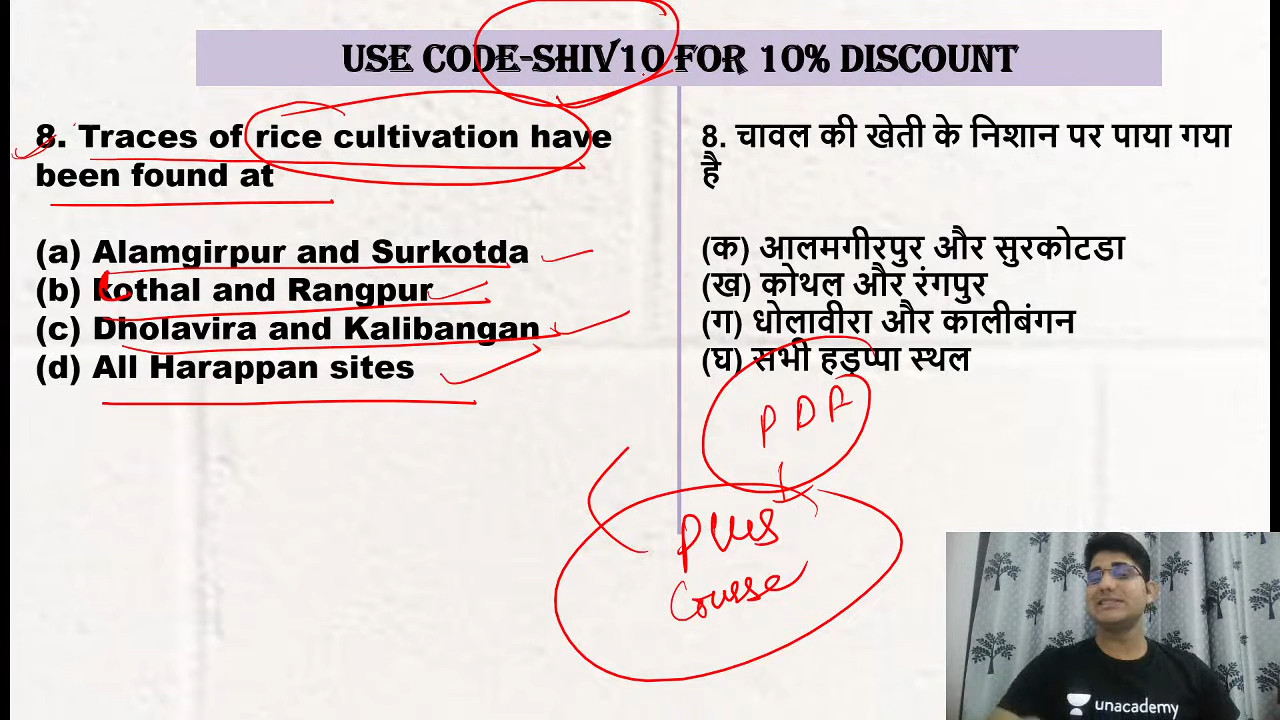 USE CODE-SHIV10 FOR 10% DISCOUNT
8. Traces of rice cultivation have
been found at
(a) Alamgirpur and Surkotda
(b) Kothal and Rangpur
(c) Dholavira and Kalibangan
(d) All Harappan sites
8. चावल की खेती के निशान पर पाया गया
है
(क) आलमगीरपुर और सुरकोटडा
(ख) कोथल और रंगपुर
(ग) धोलावीरा और कालीबंगन
(घ) सभी हड़प्पा स्थल
PDF
Plus
Course
unacademy